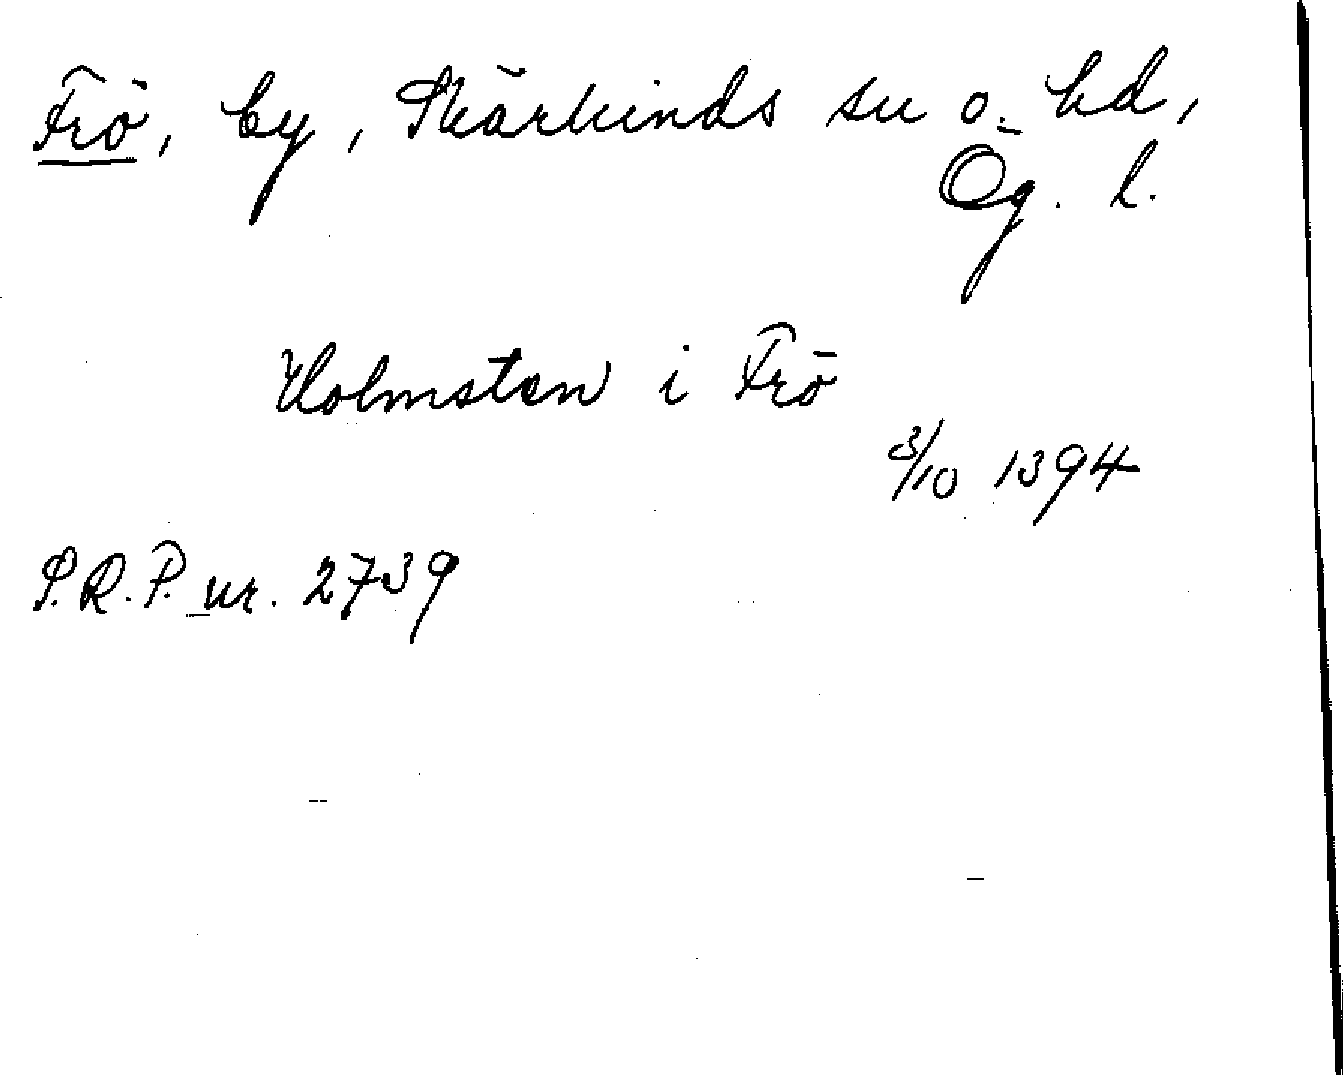 Frö, by, Skärkinds sn o. hd,
Ög. l.
Holmsten i Frö
3/10 1394
P.R.P. nr. 2739